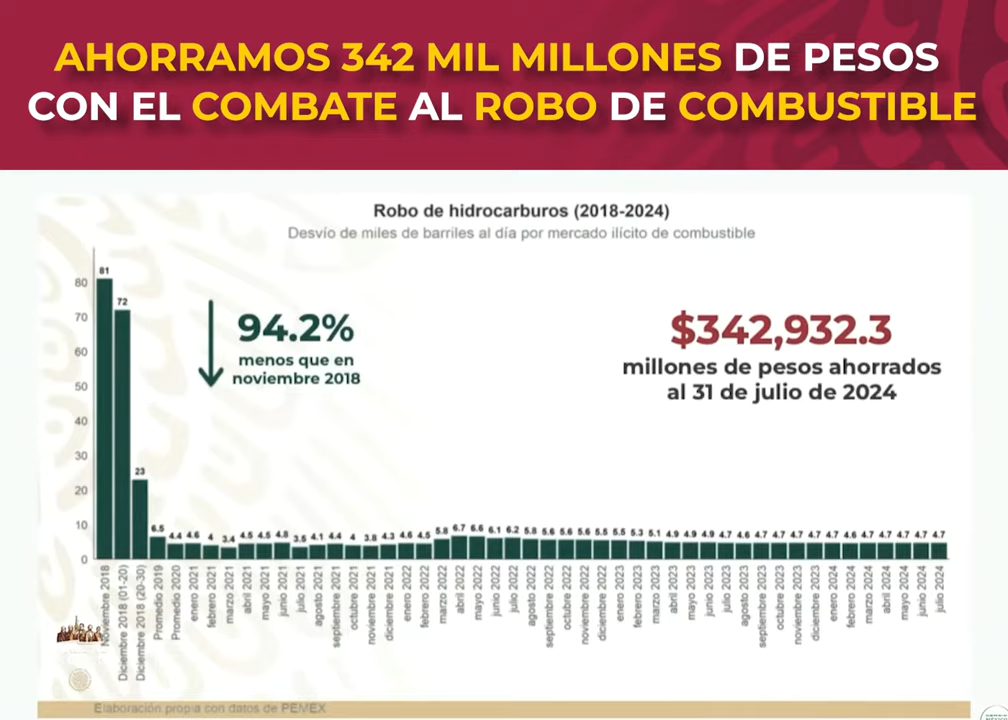 AHORRAMOS 342 MIL MILLONES DE PESOS
CON EL COMBATE AL ROBO DE COMBUSTIBLE
Robo de hidrocarburos (2018-2024)
Desvío de miles de barriles al día por mercado ilícito de combustible
94.2%
menos que en
noviembre 2018
$342,932.3
millones de pesos ahorrados
al 31 de julio de 2024
80
70
60
50
40
30
20
10
0
81 72 23 6.5 4.4 4.6 4 3.4 4.5 4.5 4.8 3.5 4.1 4.4 4 3.8 4.3 4.6 4.5 5.8 6.7 6.6 6.1 6.2 5.8 5.6 5.6 5.6 5.5 5.5 5.3 5.1 4.9 4.9 4.9 4.7 4.6 4.7 4.7 4.7 4.7 4.7 4.6 4.7 4.7 4.7 4.7 4.7
Noviembre 2018
Diciembre 2018 (01-20)
Diciembre 2018 (20-30)
Promedio 2019
Promedio 2020
enero 2021
febrero 2021
marzo 2021
abril 2021
mayo 2021
junio 2021
julio 2021
agosto 2021
septiembre 2021
octubre 2021
noviembre 2021
diciembre 2021
enero 2022
febrero 2022
marzo 2022
abril 2022
mayo 2022
junio 2022
julio 2022
agosto 2022
septiembre 2022
octubre 2022
noviembre 2022
diciembre 2022
enero 2023
febrero 2023
marzo 2023
abril 2023
mayo 2023
junio 2023
julio 2023
agosto 2023
septiembre 2023
octubre 2023
noviembre 2023
diciembre 2023
enero 2024
febrero 2024
marzo 2024
abril 2024
mayo 2024
junio 2024
julio 2024
Elaboración propia con datos de PEMEX